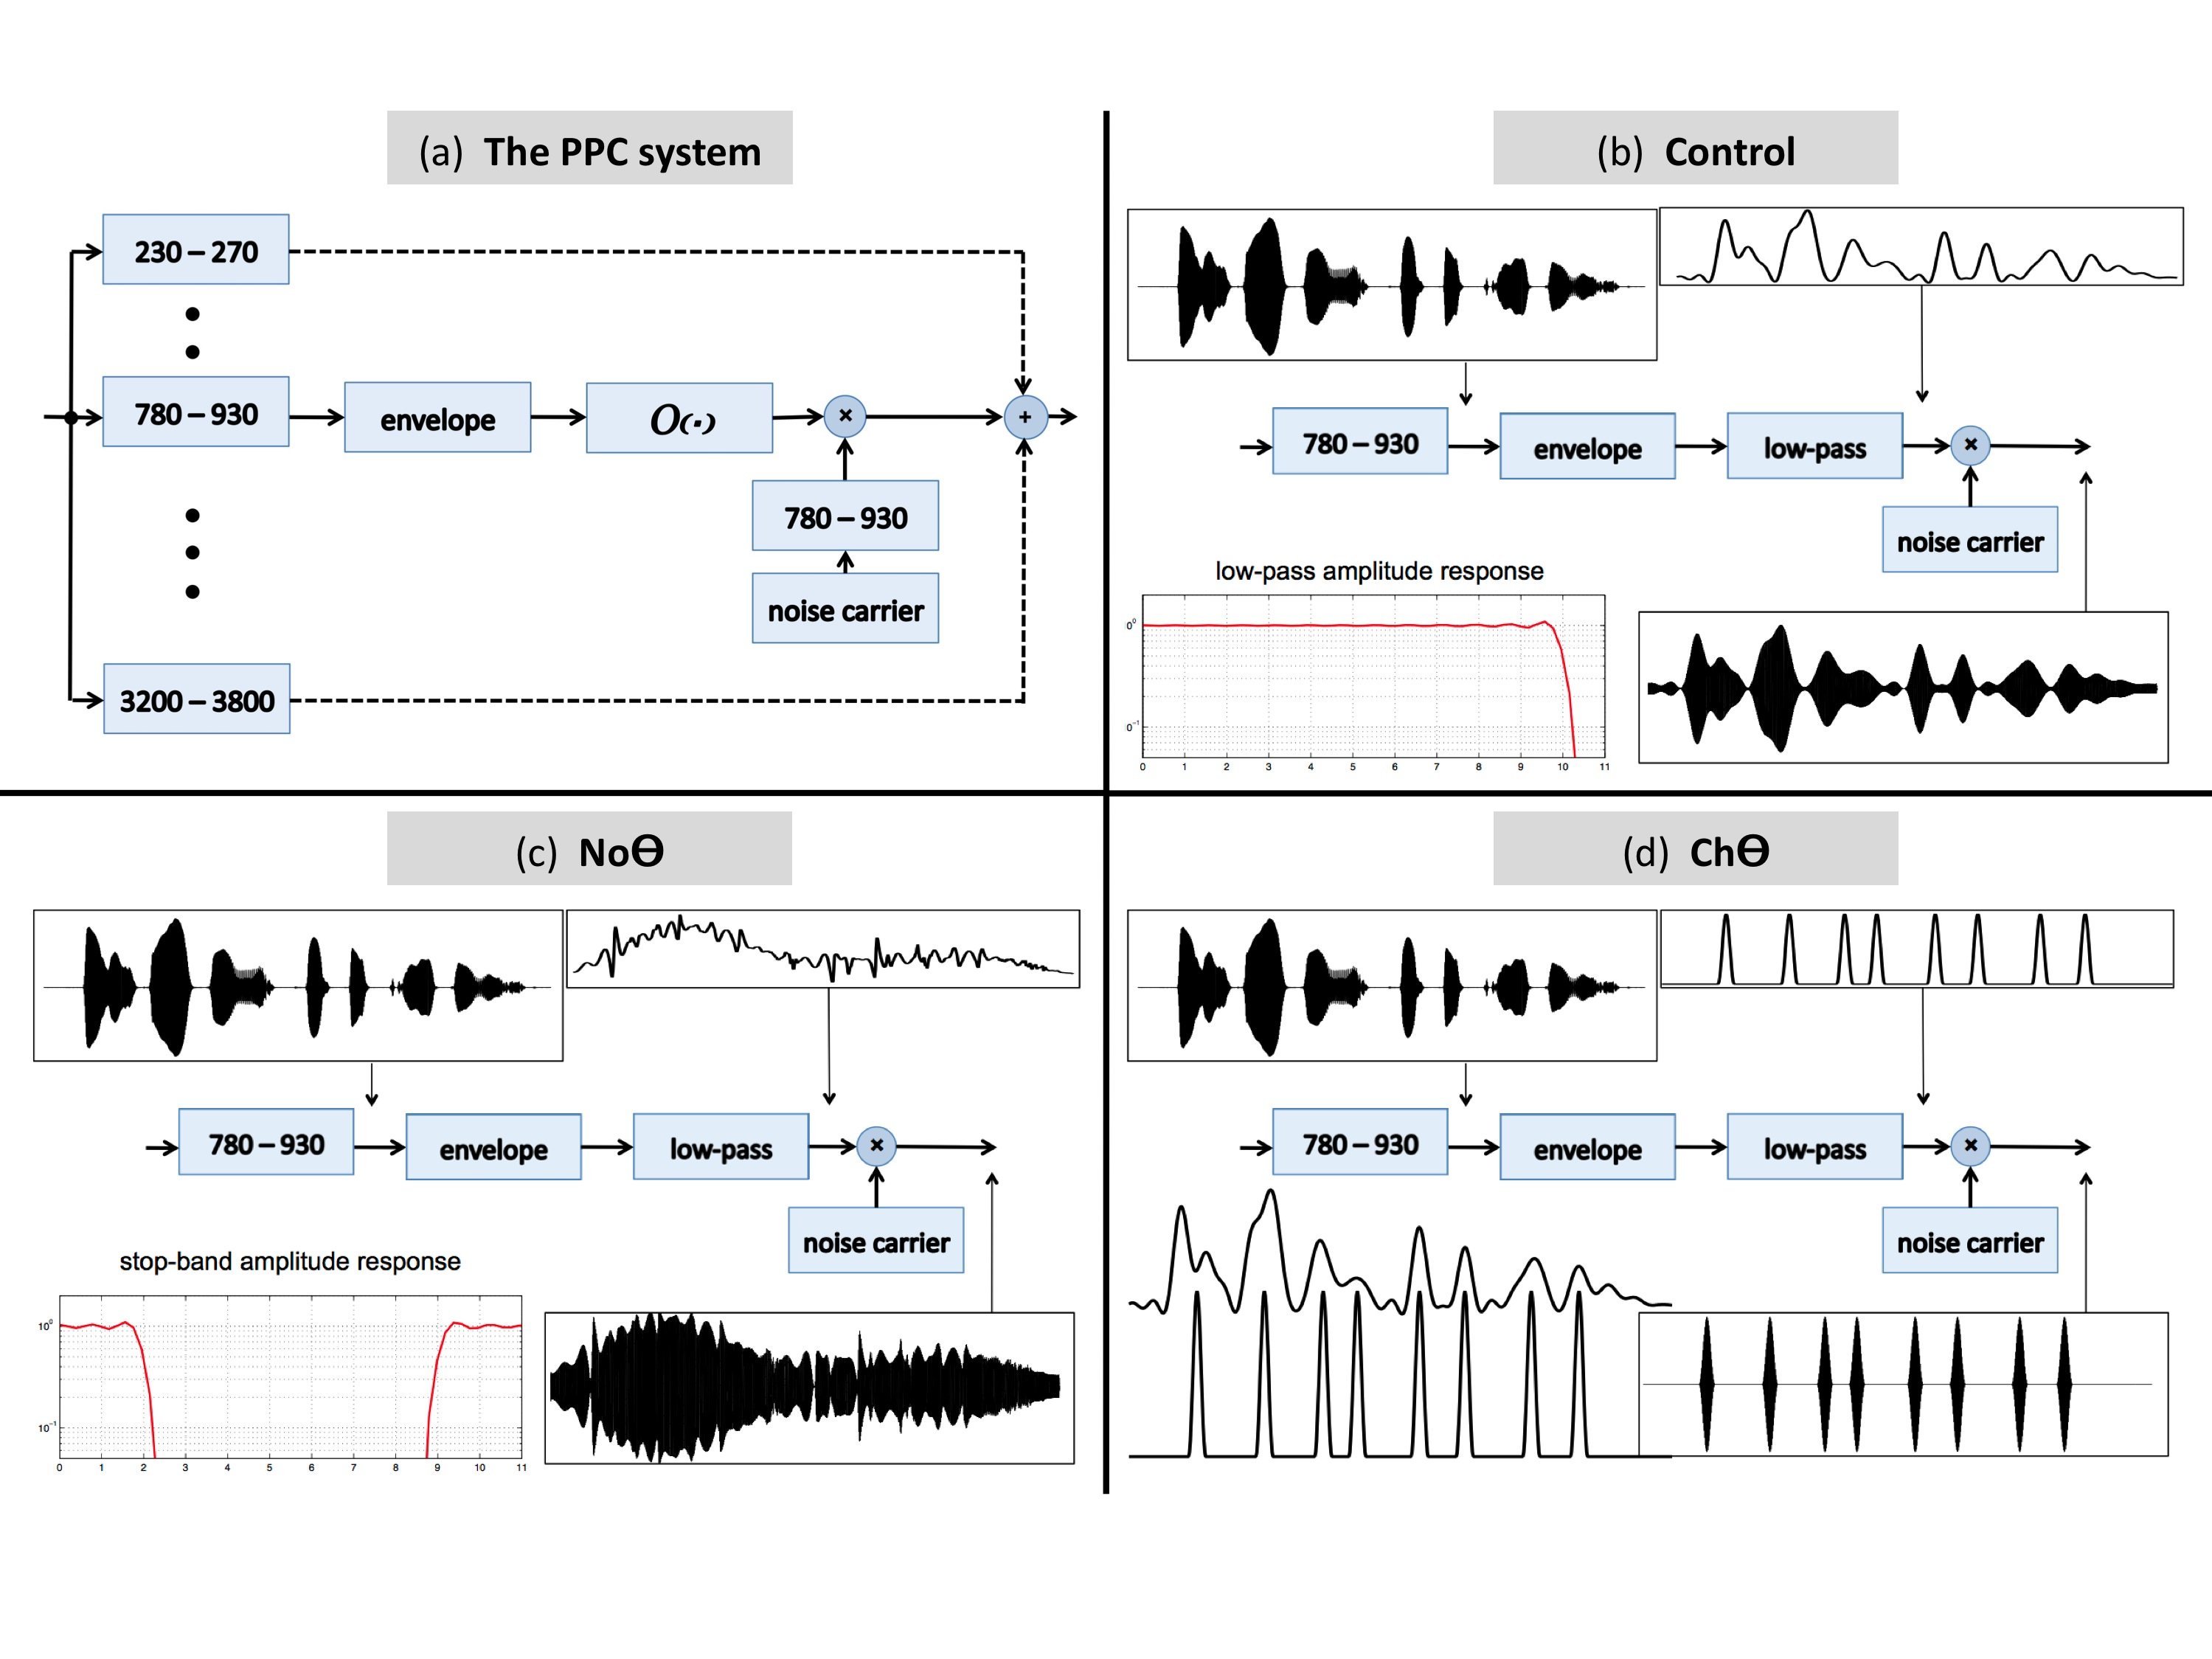 (a) The PPC system
230 – 270
780 – 930
envelope
O(·)
×
+
780 – 930
noise carrier
3200 – 3800
(b) Control
780 – 930
envelope
low-pass
×
noise carrier
low-pass amplitude response
0⁰
0⁻¹
0 1 2 3 4 5 6 7 8 9 10 11
(c) NoΘ
780 – 930
envelope
low-pass
×
noise carrier
stop-band amplitude response
10⁰
10⁻¹
0 1 2 3 4 5 6 7 8 9 10 11
(d) ChΘ
780 – 930
envelope
low-pass
×
noise carrier